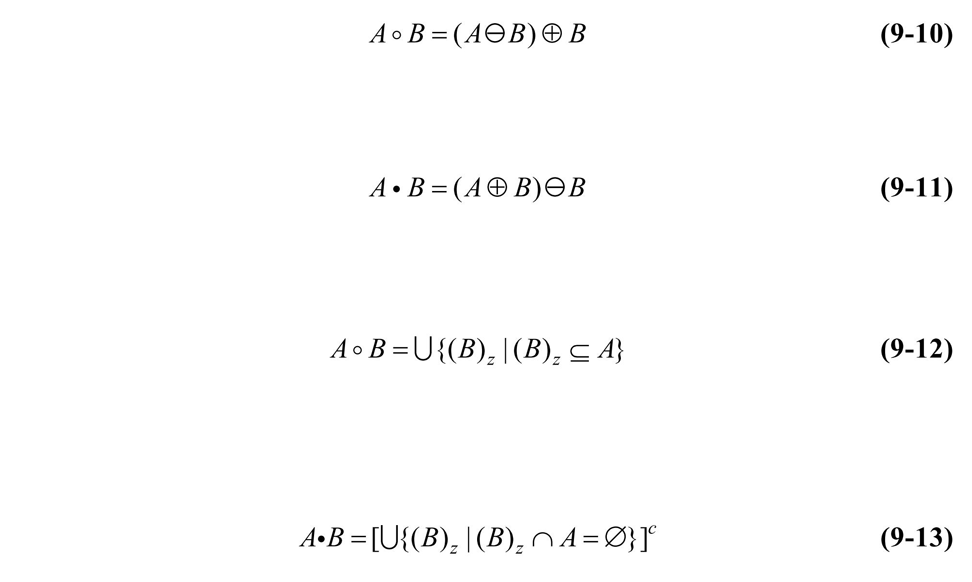 A ∘ B = (A ⊖ B) ⊕ B (9-10)
A • B = (A ⊕ B) ⊖ B (9-11)
A ∘ B = ⋃{(B)_z | (B)_z ⊆ A} (9-12)
A•B = [⋃{(B)_z | (B)_z ∩ A = ∅}]^c (9-13)